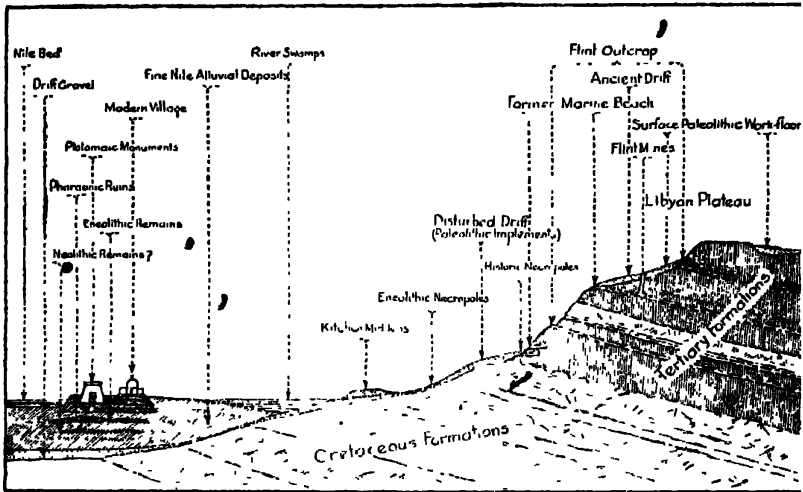 Nile Bed
Drift Gravel
Modern Village
Ptolomaic Monuments
Pharaonic Ruins
Eneolithic Remains
Neolithic Remains?
Fine Nile Alluvial Deposits
River Swamps
Kitchen Middens
Eneolithic Necropoles
Disturbed Drift
(Paleolithic Implements)
Historic Necropoles
Former Marine Beach
Flint Outcrop
Ancient Drift
Surface Paleolithic Work-floor
Flint Mines
Libyan Plateau
Tertiary Formations
Cretaceous Formations